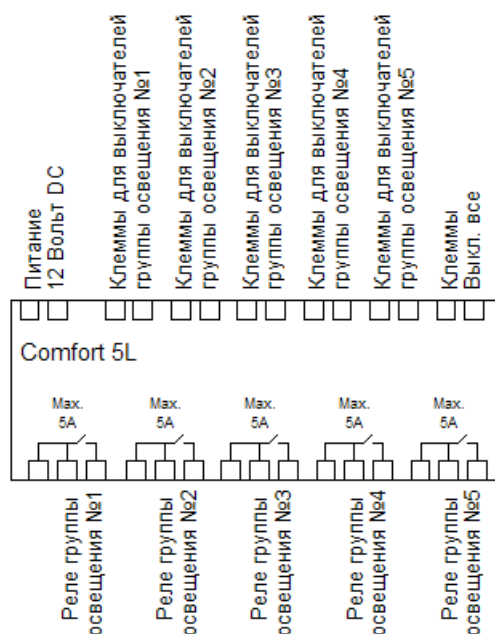 Питание
12 Вольт DC
Клеммы для выключателей
группы освещения №1
Клеммы для выключателей
группы освещения №2
Клеммы для выключателей
группы освещения №3
Клеммы для выключателей
группы освещения №4
Клеммы для выключателей
группы освещения №5
Клеммы
Выкл. все
Comfort 5L
Max.
5A
Max.
5A
Max.
5A
Max.
5A
Max.
5A
Реле группы
освещения №1
Реле группы
освещения №2
Реле группы
освещения №3
Реле группы
освещения №4
Реле группы
освещения №5